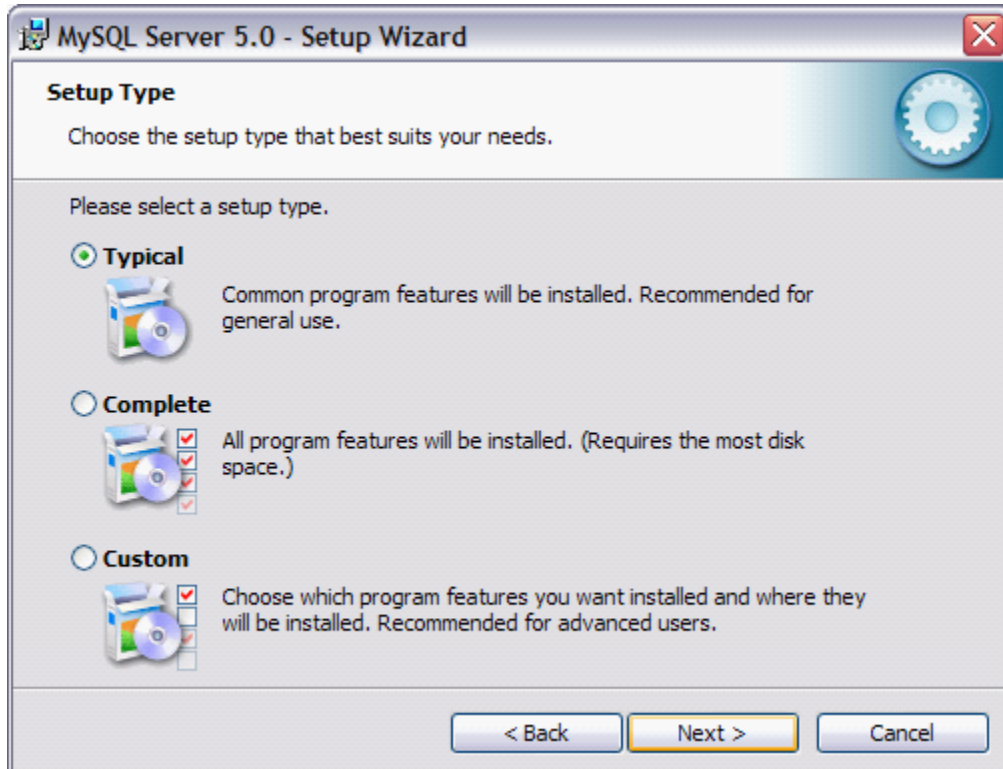 MySQL Server 5.0 - Setup Wizard
Setup Type
Choose the setup type that best suits your needs.
Please select a setup type.
Typical
Common program features will be installed. Recommended for
general use.
Complete
All program features will be installed. (Requires the most disk
space.)
Custom
Choose which program features you want installed and where they
will be installed. Recommended for advanced users.
< Back
Next >
Cancel